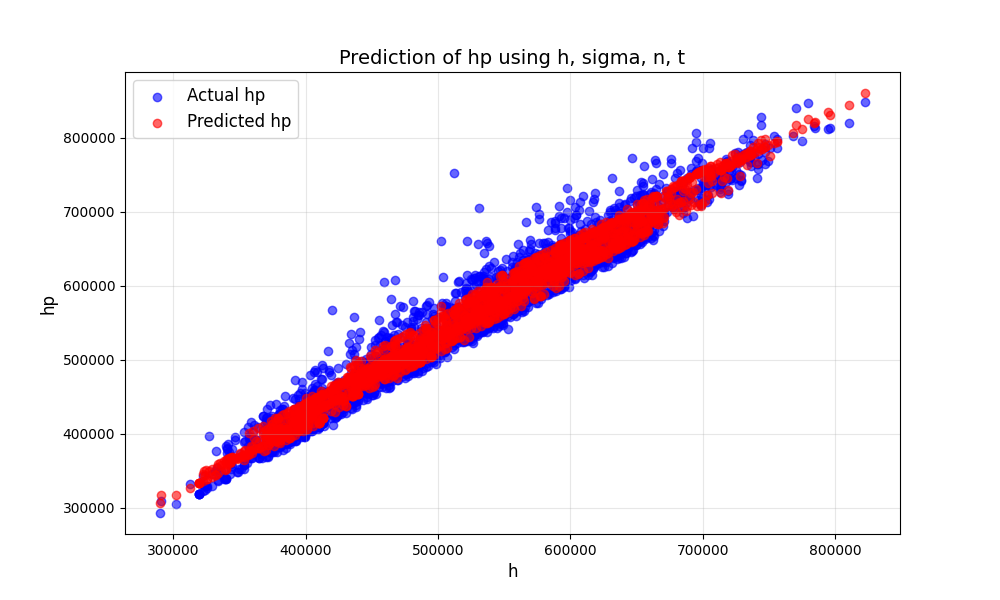 Prediction of hp using h, sigma, n, t
Actual hp
Predicted hp
800000
700000
600000
500000
400000
300000
hp
300000 400000 500000 600000 700000 800000
h